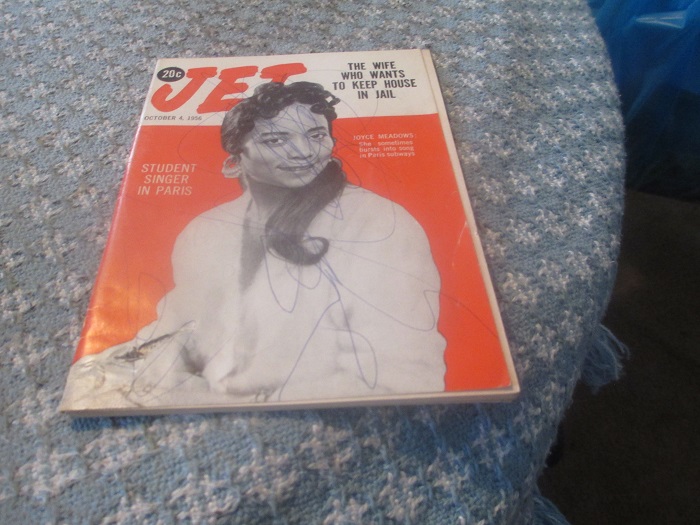 20c
JET
THE WIFE
WHO WANTS
TO KEEP HOUSE
IN JAIL
OCTOBER 4, 1956
JOYCE MEADOWS:
She sometimes
bursts into song
in Paris subways
STUDENT
SINGER
IN PARIS